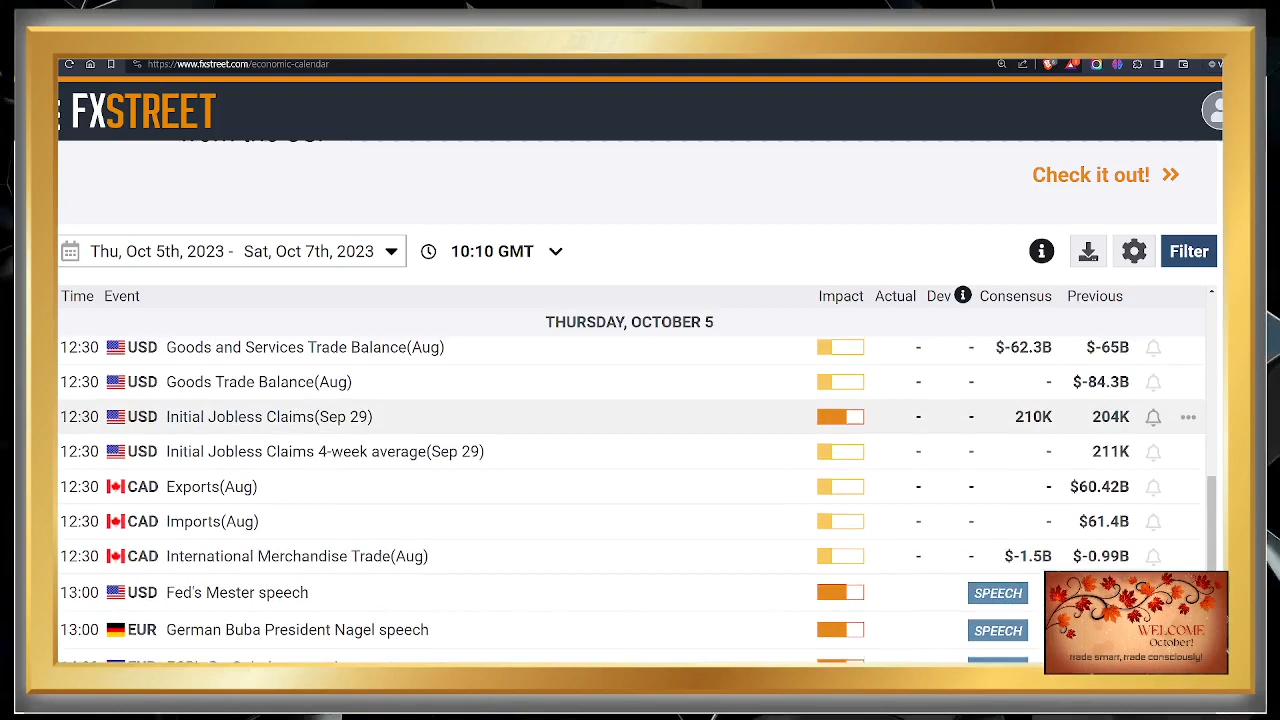 https://www.fxstreet.com/economic-calendar
FXSTREET
Check it out!
Thu, Oct 5th, 2023 - Sat, Oct 7th, 2023 10:10 GMT Filter
Time Event Impact Actual Dev Consensus Previous
THURSDAY, OCTOBER 5
12:30 USD Goods and Services Trade Balance(Aug) - - $-62.3B $-65B
12:30 USD Goods Trade Balance(Aug) - - - $-84.3B
12:30 USD Initial Jobless Claims(Sep 29) - - 210K 204K
12:30 USD Initial Jobless Claims 4-week average(Sep 29) - - - 211K
12:30 CAD Exports(Aug) - - - $60.42B
12:30 CAD Imports(Aug) - - - $61.4B
12:30 CAD International Merchandise Trade(Aug) - - $-1.5B $-0.99B
13:00 USD Fed's Mester speech SPEECH
13:00 EUR German Buba President Nagel speech SPEECH
WELCOME
October!
trade smart, trade consciously!